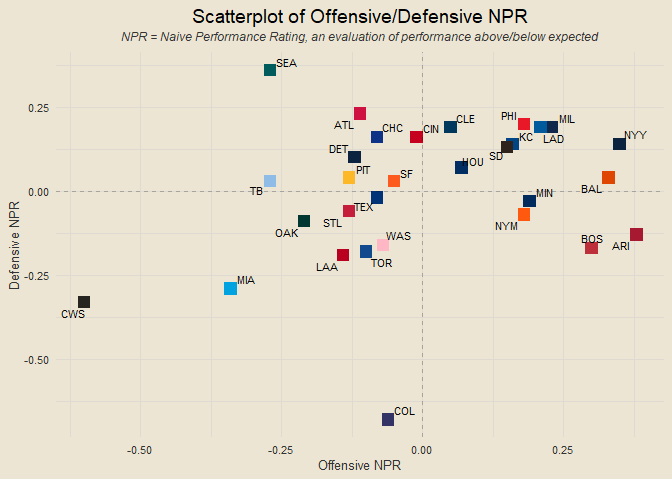 Scatterplot of Offensive/Defensive NPR
NPR = Naive Performance Rating, an evaluation of performance above/below expected
SEA
0.25
ATL
CHC
CIN
CLE
PHI
MIL
LAD
KC
NYY
DET
SD
HOU
PIT
SF
TB
0.00
BAL
MIN
TEX
STL
OAK
NYM
WAS
BOS
ARI
LAA
TOR
-0.25
MIA
CWS
-0.50
COL
Defensive NPR
-0.50
-0.25
0.00
0.25
Offensive NPR